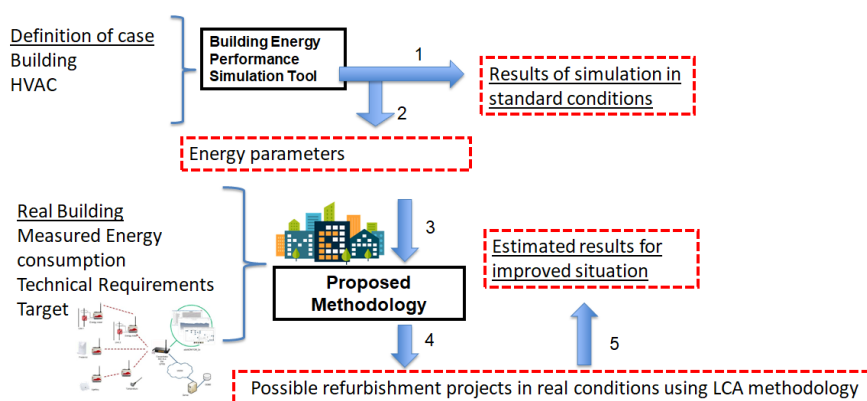 Definition of case
Building
HVAC
Building Energy
Performance
Simulation Tool
1
2
Results of simulation in
standard conditions
Energy parameters
Real Building
Measured Energy
consumption
Technical Requirements
Target
3
Proposed
Methodology
Estimated results for
improved situation
4
5
Possible refurbishment projects in real conditions using LCA methodology